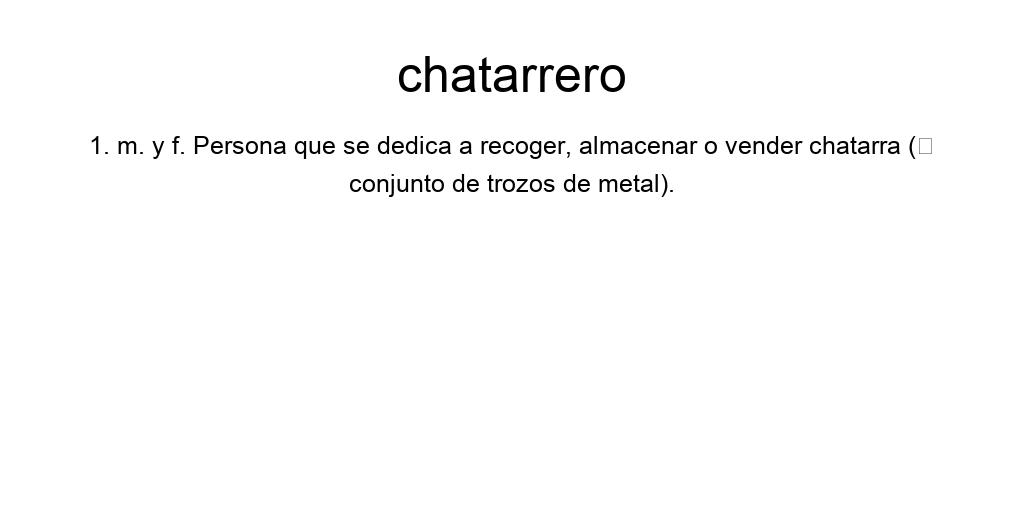 chatarrero
1. m. y f. Persona que se dedica a recoger, almacenar o vender chatarra (
conjunto de trozos de metal).